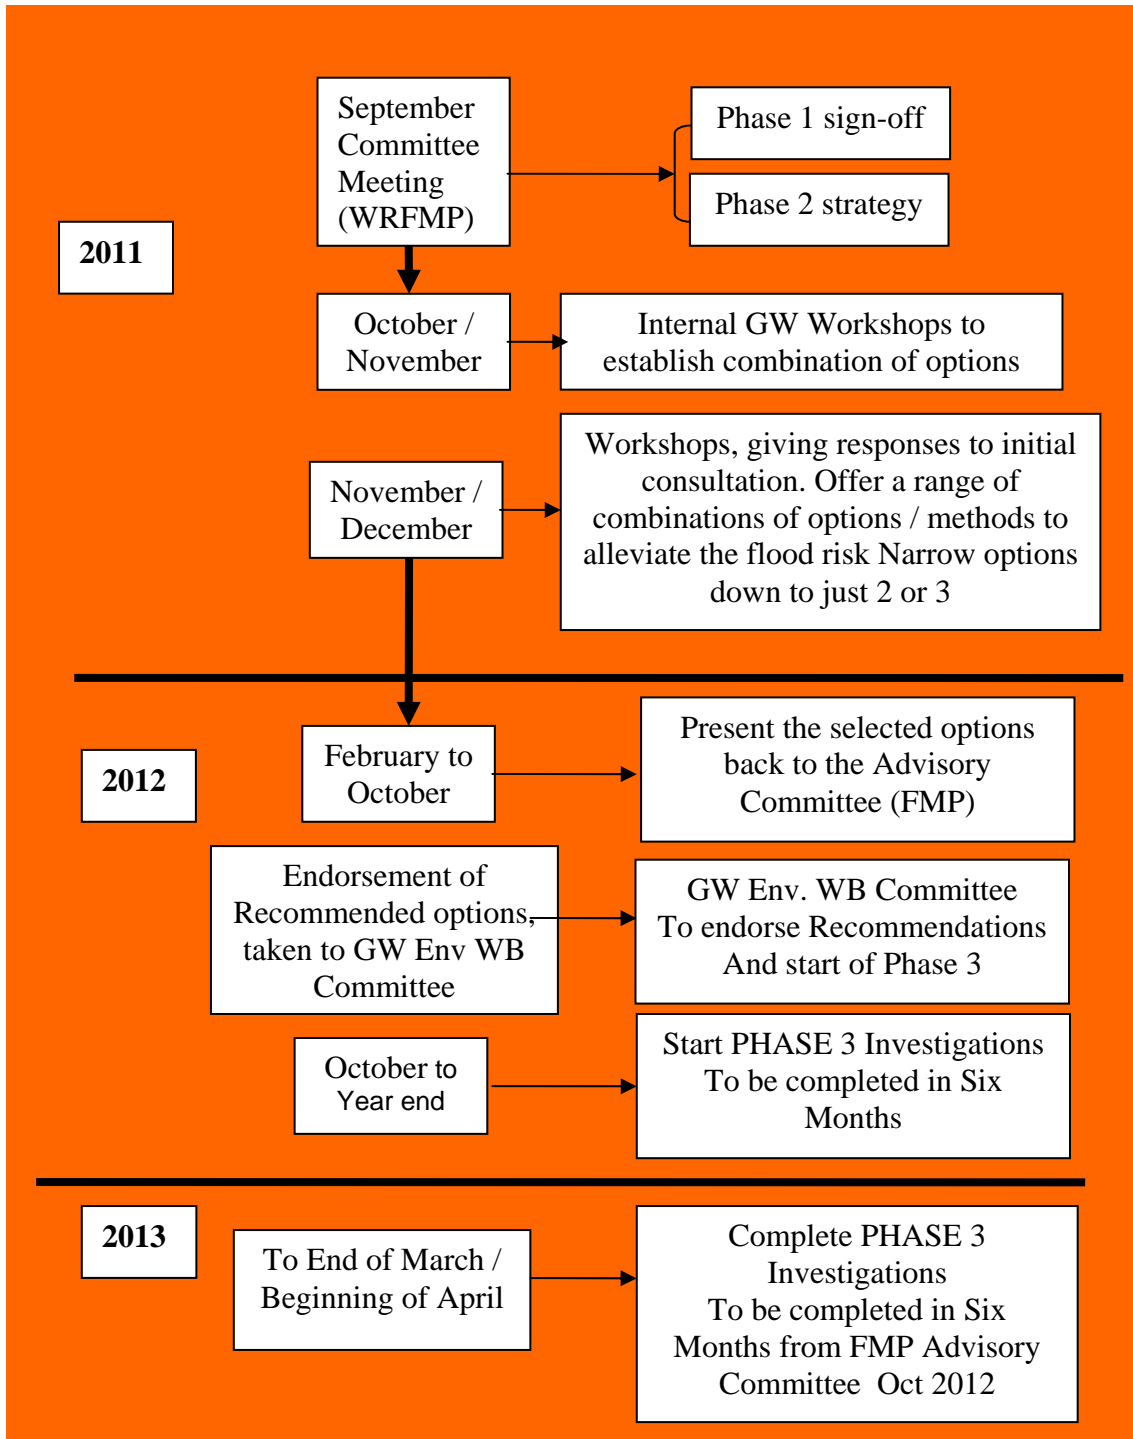 September
Committee
Meeting
(WRFMP)
Phase 1 sign-off
Phase 2 strategy
2011
October /
November
Internal GW Workshops to
establish combination of options
November /
December
Workshops, giving responses to initial
consultation. Offer a range of
combinations of options / methods to
alleviate the flood risk Narrow options
down to just 2 or 3
2012
February to
October
Present the selected options
back to the Advisory
Committee (FMP)
Endorsement of
Recommended options,
taken to GW Env WB
Committee
GW Env. WB Committee
To endorse Recommendations
And start of Phase 3
October to
Year end
Start PHASE 3 Investigations
To be completed in Six
Months
2013
To End of March /
Beginning of April
Complete PHASE 3
Investigations
To be completed in Six
Months from FMP Advisory
Committee  Oct 2012